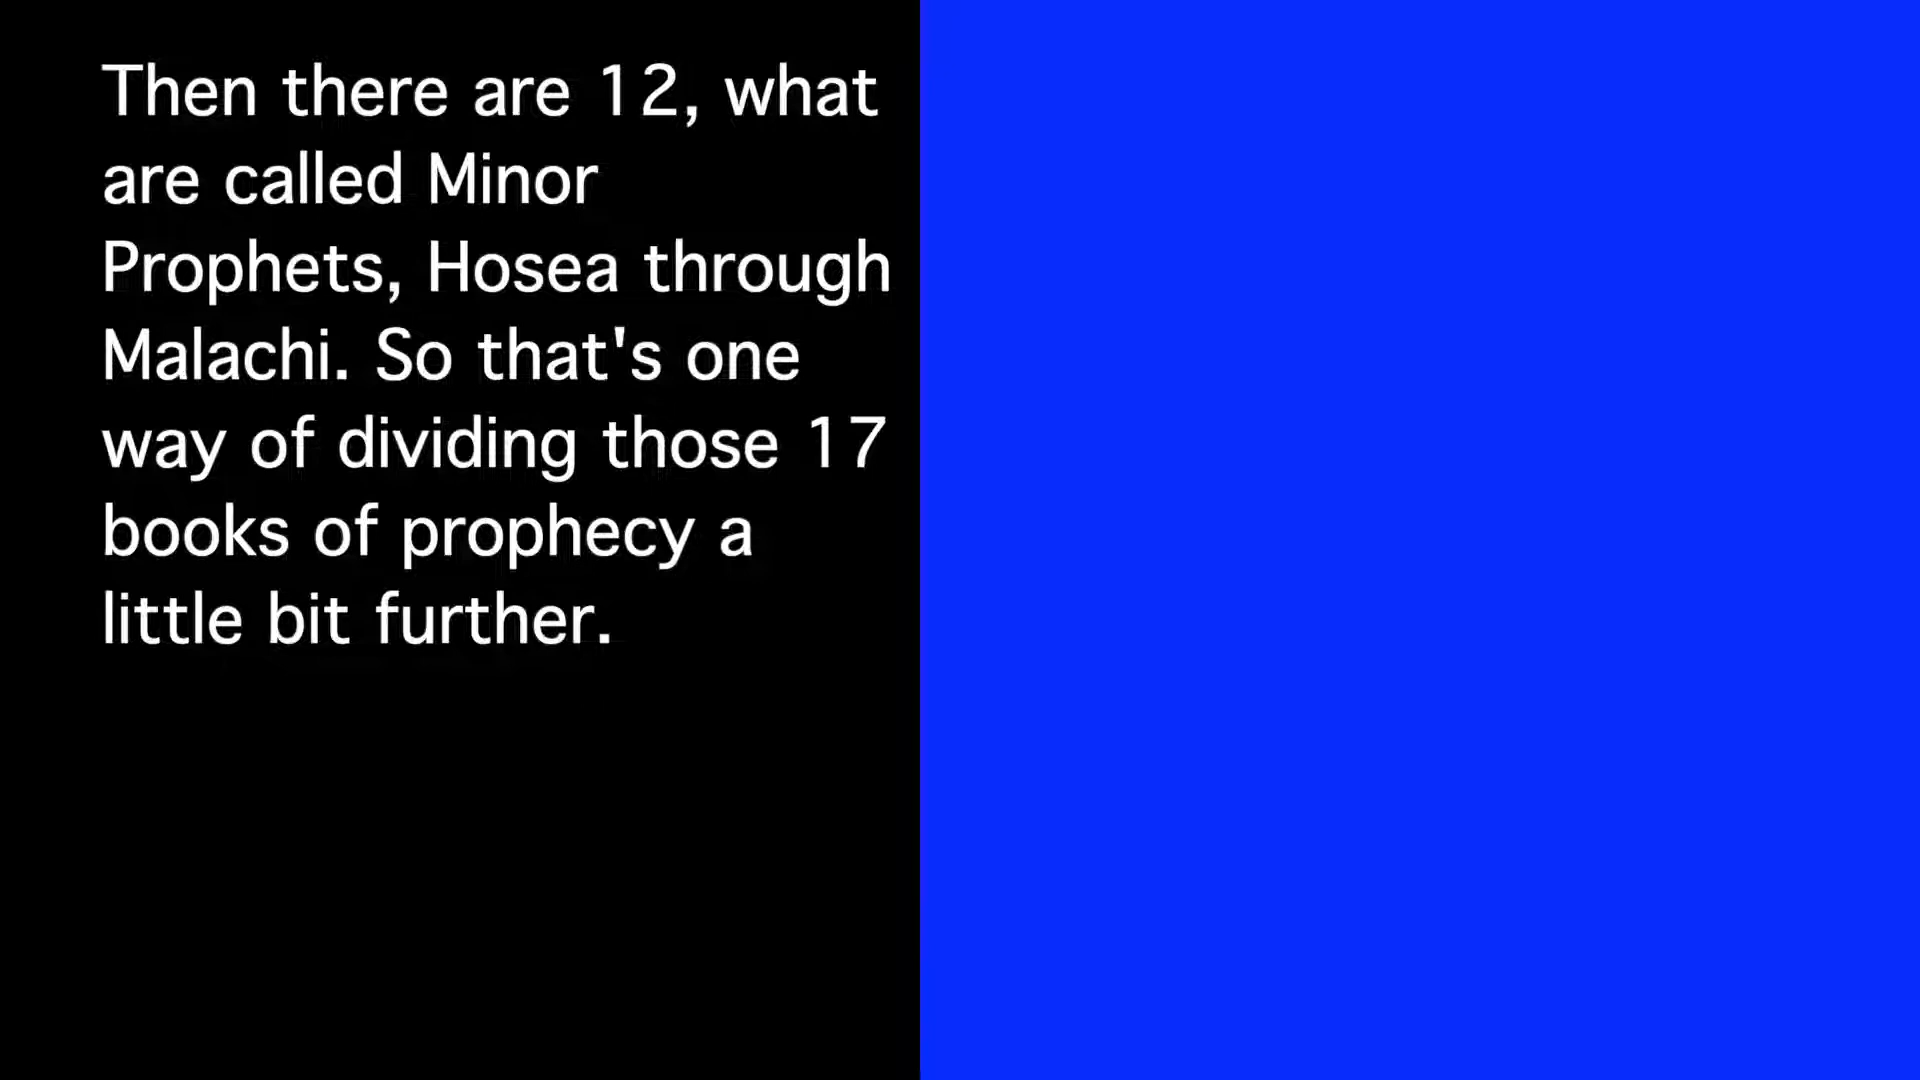 Then there are 12, what
are called Minor
Prophets, Hosea through
Malachi. So that's one
way of dividing those 17
books of prophecy a
little bit further.